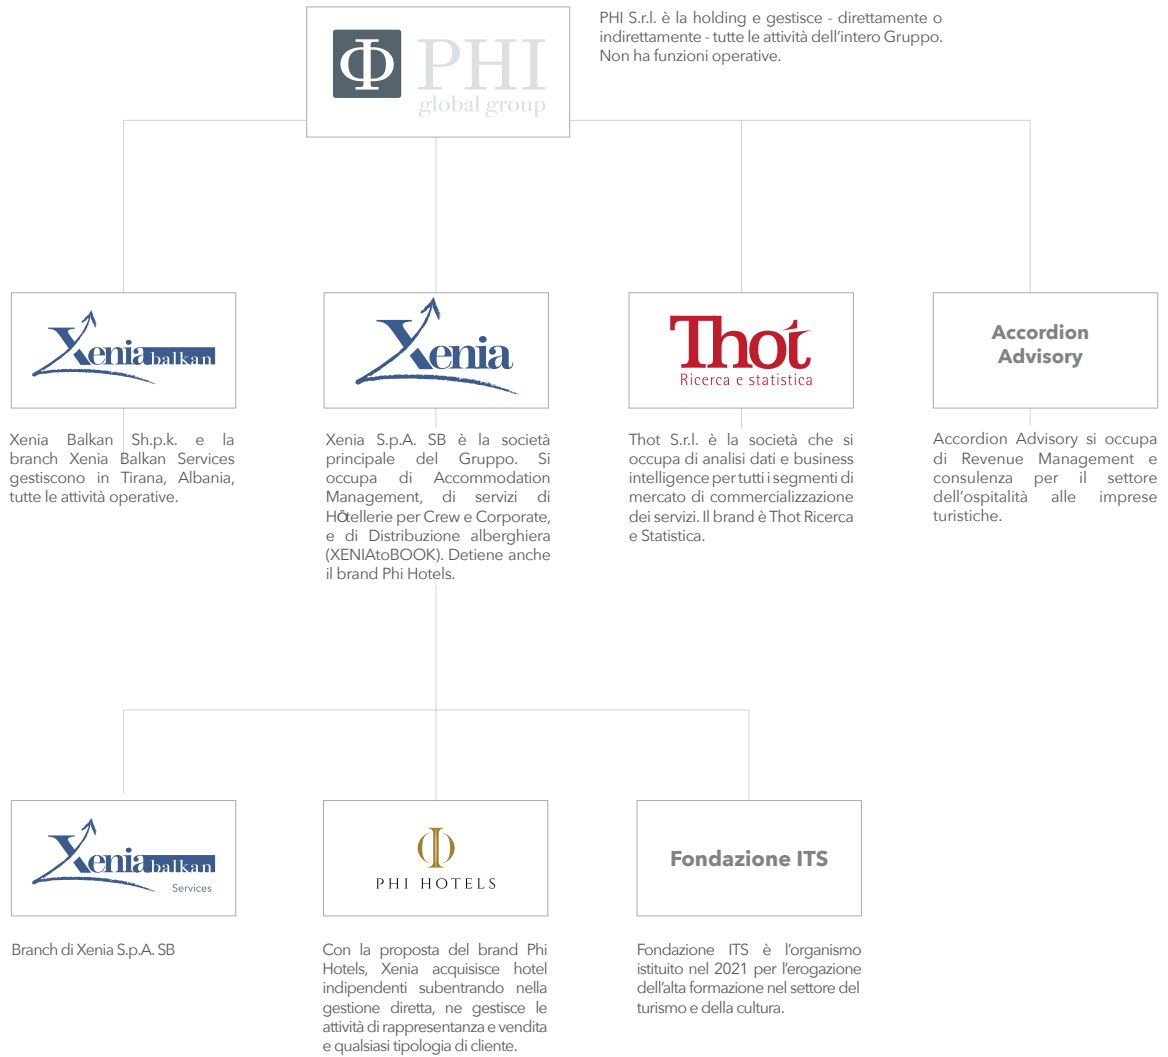 Φ PHI
global group
PHI S.r.l. è la holding e gestisce - direttamente o
indirettamente - tutte le attività dell'intero Gruppo.
Non ha funzioni operative.
Xenia balkan
Xenia Balkan Sh.p.k. e la
branch Xenia Balkan Services
gestiscono in Tirana, Albania,
tutte le attività operative.
Xenia
Xenia S.p.A. SB è la società
principale del Gruppo. Si
occupa di Accommodation
Management, di servizi di
Hôtellerie per Crew e Corporate,
e di Distribuzione alberghiera
(XENIAtoBOOK). Detiene anche
il brand Phi Hotels.
Thot
Ricerca e statistica
Thot S.r.l. è la società che si
occupa di analisi dati e business
intelligence per tutti i segmenti di
mercato di commercializzazione
dei servizi. Il brand è Thot Ricerca
e Statistica.
Accordion
Advisory
Accordion Advisory si occupa
di Revenue Management e
consulenza per il settore
dell'ospitalità alle imprese
turistiche.
Xenia balkan
Services
Branch di Xenia S.p.A. SB
PHI HOTELS
Con la proposta del brand Phi
Hotels, Xenia acquisisce hotel
indipendenti subentrando nella
gestione diretta, ne gestisce le
attività di rappresentanza e vendita
e qualsiasi tipologia di cliente.
Fondazione ITS
Fondazione ITS è l'organismo
istituito nel 2021 per l'erogazione
dell'alta formazione nel settore del
turismo e della cultura.